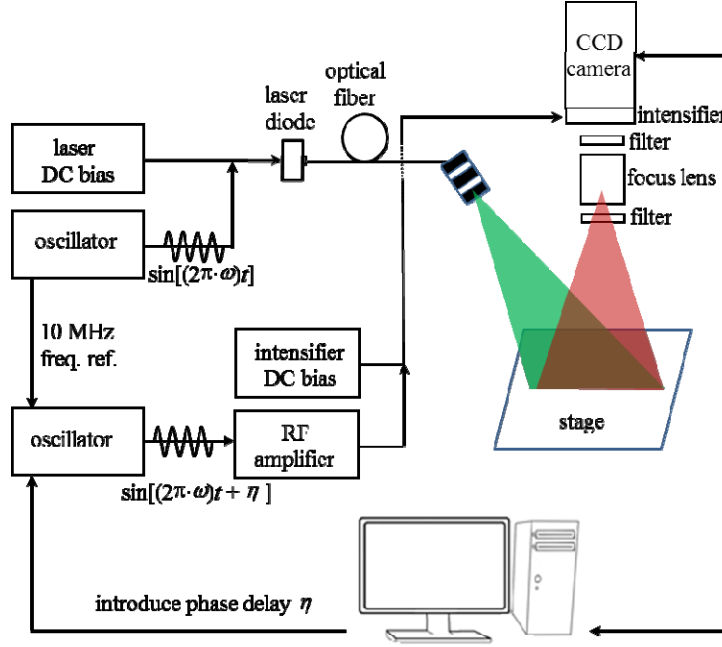 CCD
camera
intensifier
filter
focus lens
filter
optical
fiber
laser
diode
laser
DC bias
oscillator
sin[(2π·ω)t]
10 MHz
freq. ref.
intensifier
DC bias
oscillator
RF
amplifier
sin[(2π·ω)t + η ]
stage
introduce phase delay η